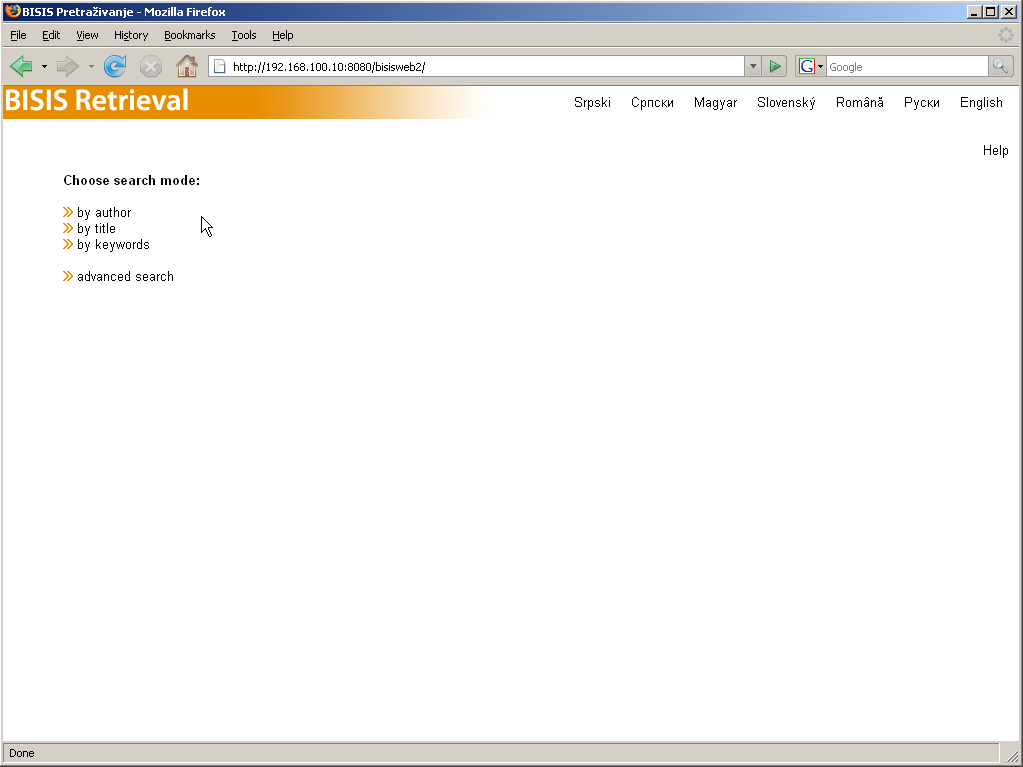 BISIS Pretraživanje - Mozilla Firefox
File Edit View History Bookmarks Tools Help
http://192.168.100.10:8080/bisisweb2/ G Google
BISIS Retrieval Srpski Српски Magyar Slovenský Română Руски English
Help
Choose search mode:
by author
by title
by keywords
advanced search
Done